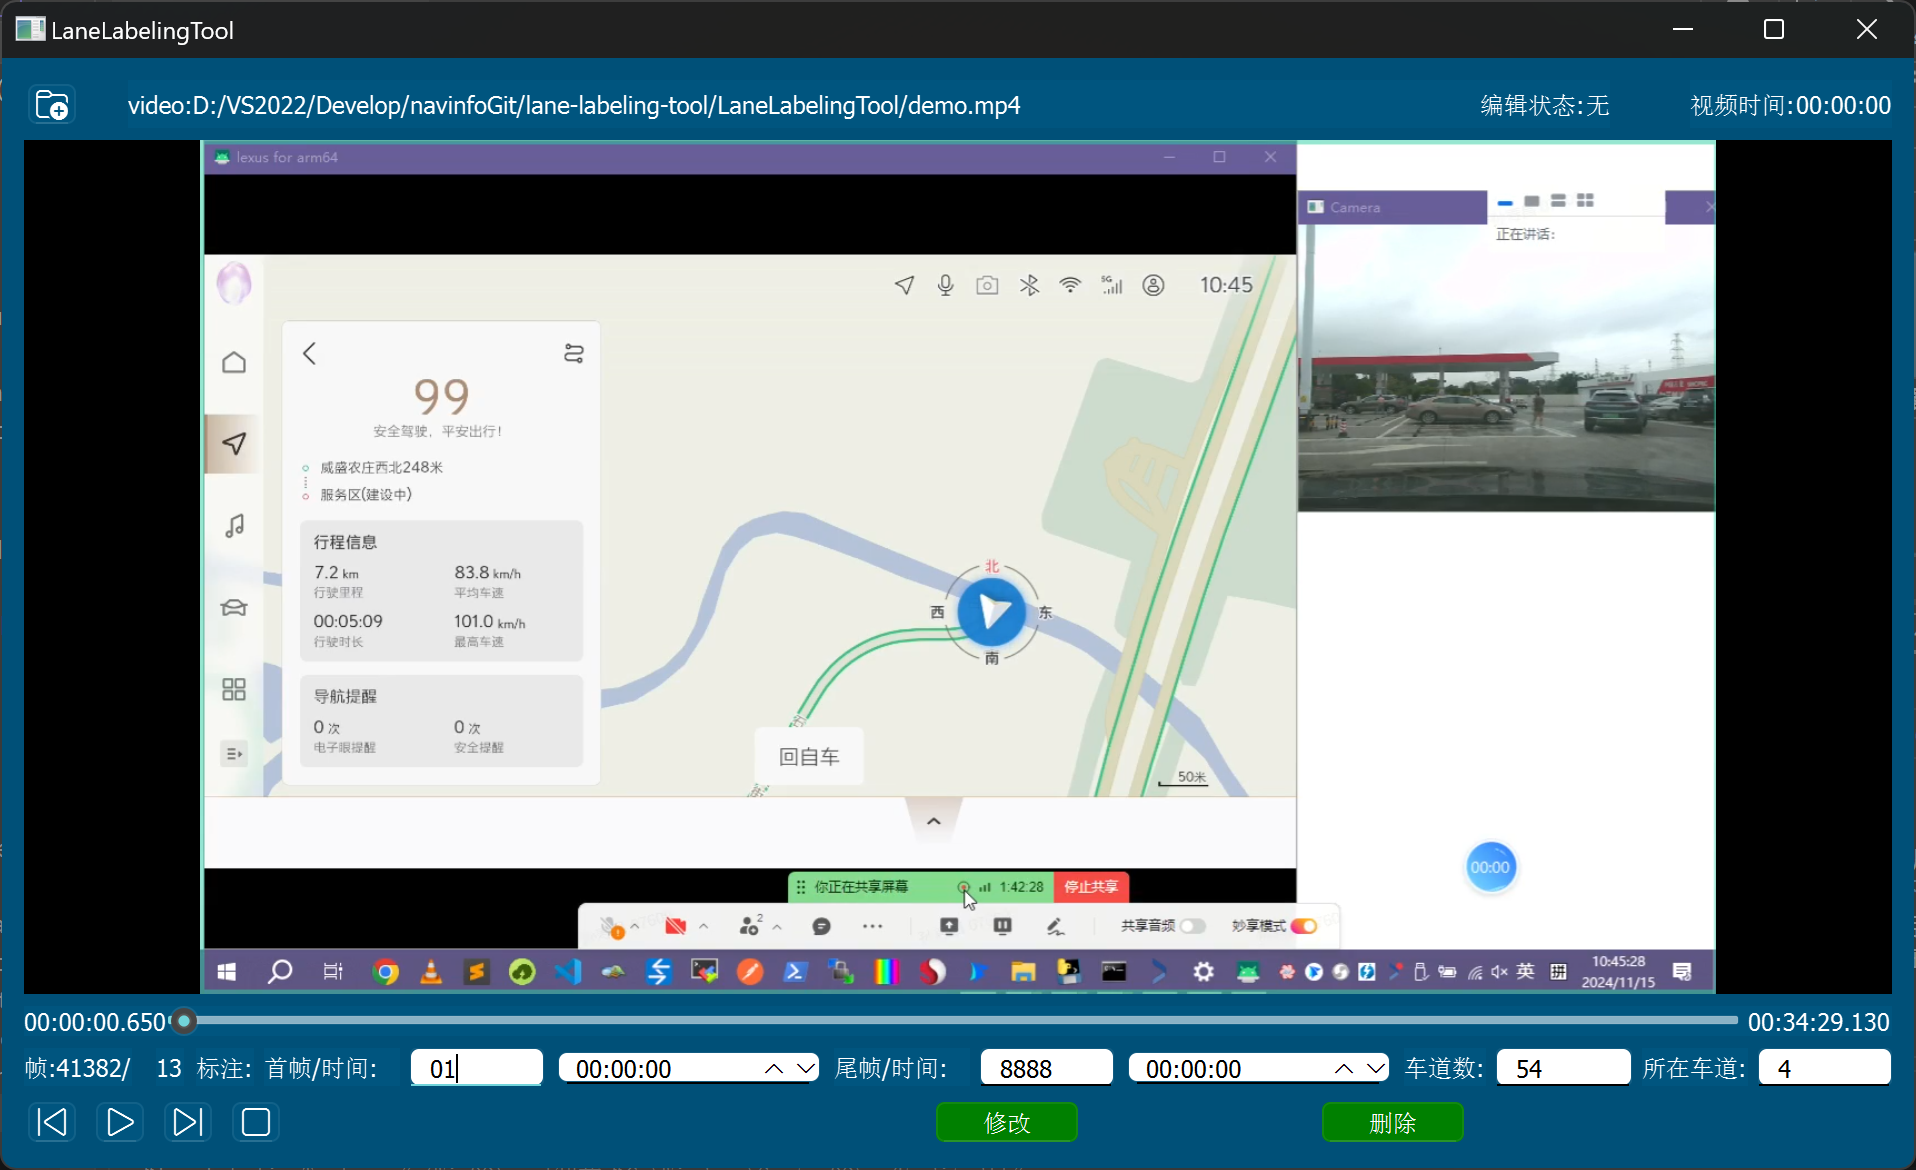 LaneLabelingTool
video:D:/VS2022/Develop/navinfoGit/lane-labeling-tool/LaneLabelingTool/demo.mp4
编辑状态:无
视频时间:00:00:00
lexus for arm64
Camera
正在讲话:
5G
10:45
99
安全驾驶，平安出行!
威盛农庄西北248米
服务区(建设中)
行程信息
7.2 km
83.8 km/h
行驶里程
平均车速
00:05:09
101.0 km/h
行驶时长
最高车速
导航提醒
0 次
0 次
电子眼提醒
安全提醒
北
西
东
南
回自车
50米
00:00
你正在共享屏幕
1:42:28
停止共享
2
共享音频
妙享模式
英
拼
10:45:28
2024/11/15
00:00:00.650
00:34:29.130
帧:41382/ 13 标注: 首帧/时间: 01 00:00:00 尾帧/时间: 8888 00:00:00 车道数: 54 所在车道: 4
修改
删除